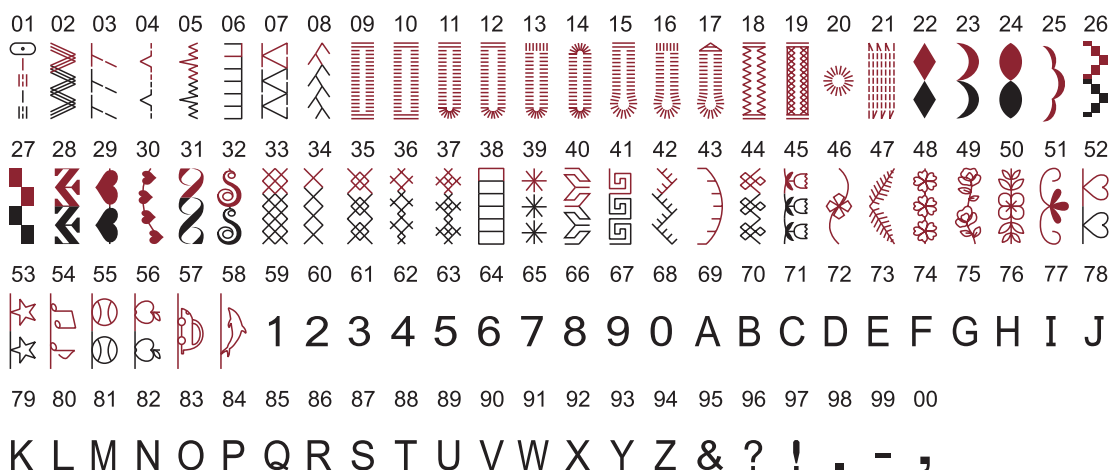 01 02 03 04 05 06 07 08 09 10 11 12 13 14 15 16 17 18 19 20 21 22 23 24 25 26
27 28 29 30 31 32 33 34 35 36 37 38 39 40 41 42 43 44 45 46 47 48 49 50 51 52
53 54 55 56 57 58 59 60 61 62 63 64 65 66 67 68 69 70 71 72 73 74 75 76 77 78
1 2 3 4 5 6 7 8 9 0 A B C D E F G H I J
79 80 81 82 83 84 85 86 87 88 89 90 91 92 93 94 95 96 97 98 99 00
K L M N O P Q R S T U V W X Y Z & ? ! . - ,